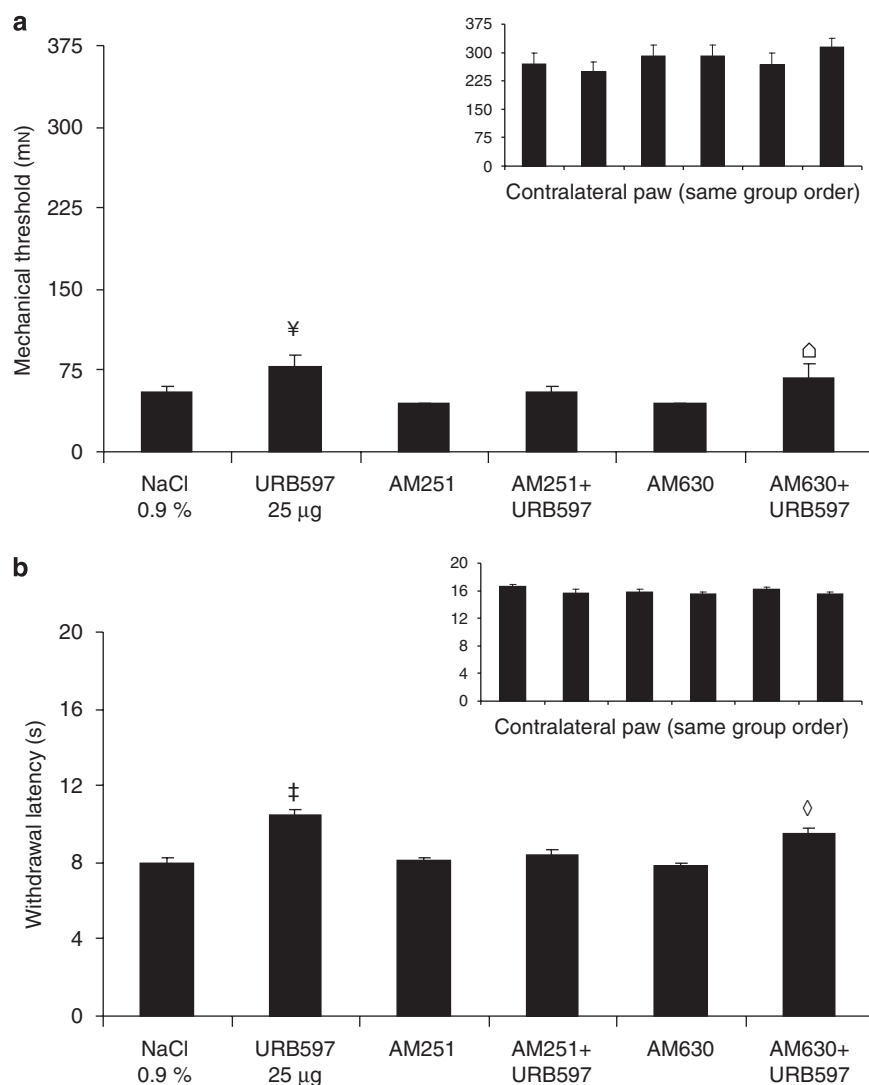 a
375
300
225
150
75
0
Mechanical threshold (mN)
375
300
225
150
75
0
Contralateral paw (same group order)
¥
⌂
NaCl
0.9 %
URB597
25 μg
AM251
AM251+
URB597
AM630
AM630+
URB597
b
20
16
12
8
4
0
Withdrawal latency (s)
20
16
12
8
4
0
Contralateral paw (same group order)
‡
◊
NaCl
0.9 %
URB597
25 μg
AM251
AM251+
URB597
AM630
AM630+
URB597